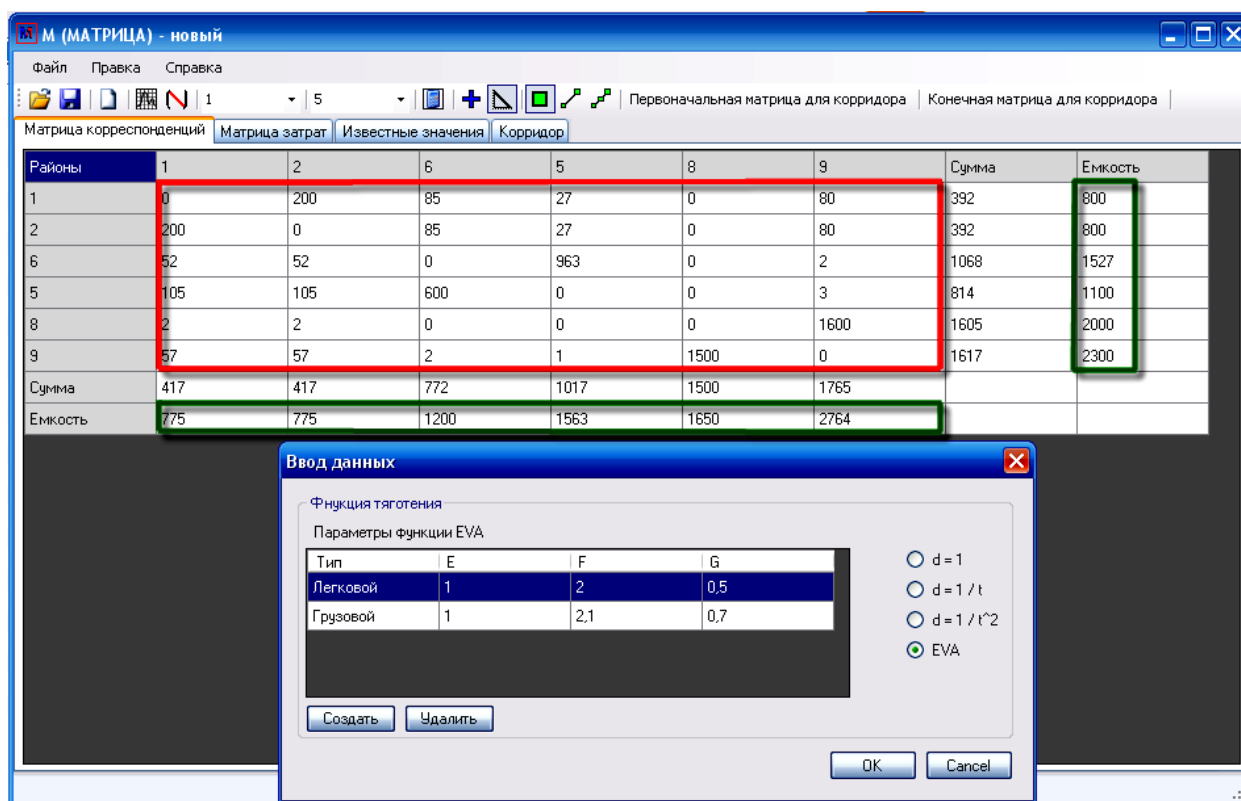 М (МАТРИЦА) - новый
Файл Правка Справка
1 5 Первоначальная матрица для корридора Конечная матрица для корридора
Матрица корреспонденций Матрица затрат Известные значения Корридор
Районы 1 2 6 5 8 9 Сумма Емкость
1 0 200 85 27 0 80 392 800
2 200 0 85 27 0 80 392 800
6 52 52 0 963 0 2 1068 1527
5 105 105 600 0 0 3 814 1100
8 2 2 0 0 0 1600 1605 2000
9 57 57 2 1 1500 0 1617 2300
Сумма 417 417 772 1017 1500 1765
Емкость 775 775 1200 1563 1650 2764
Ввод данных
Фнукция тяготения
Параметры функции EVA
Тип E F G
Легковой 1 2 0,5
Грузовой 1 2,1 0,7
d = 1
d = 1 / t
d = 1 / t^2
EVA
Создать Удалить
OK Cancel